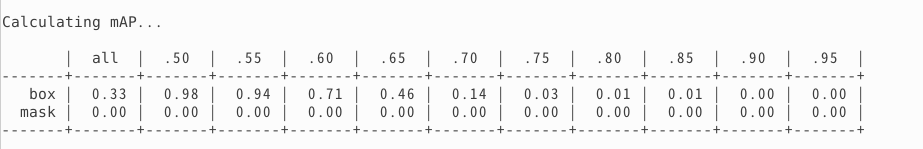 Calculating mAP...
       |  all  |  .50  |  .55  |  .60  |  .65  |  .70  |  .75  |  .80  |  .85  |  .90  |  .95  |
-------+-------+-------+-------+-------+-------+-------+-------+-------+-------+-------+-------+
   box |  0.33 |  0.98 |  0.94 |  0.71 |  0.46 |  0.14 |  0.03 |  0.01 |  0.01 |  0.00 |  0.00 |
  mask |  0.00 |  0.00 |  0.00 |  0.00 |  0.00 |  0.00 |  0.00 |  0.00 |  0.00 |  0.00 |  0.00 |
-------+-------+-------+-------+-------+-------+-------+-------+-------+-------+-------+-------+